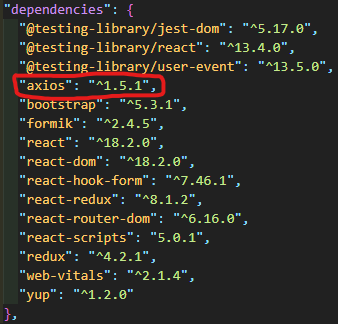 "dependencies": {
"@testing-library/jest-dom": "^5.17.0",
"@testing-library/react": "^13.4.0",
"@testing-library/user-event": "^13.5.0",
"axios": "^1.5.1",
"bootstrap": "^5.3.1",
"formik": "^2.4.5",
"react": "^18.2.0",
"react-dom": "^18.2.0",
"react-hook-form": "^7.46.1",
"react-redux": "^8.1.2",
"react-router-dom": "^6.16.0",
"react-scripts": "5.0.1",
"redux": "^4.2.1",
"web-vitals": "^2.1.4",
"yup": "^1.2.0"
},